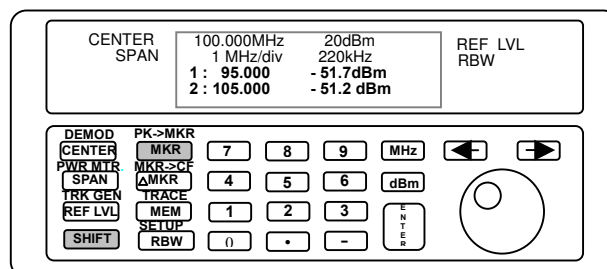 CENTER 100.000MHz 20dBm REF LVL
SPAN 1 MHz/div 220kHz RBW
1 : 95.000 - 51.7dBm
2 : 105.000 - 51.2 dBm
DEMOD PK->MKR
CENTER MKR 7 8 9 MHz
PWR MTR. MKR->CF
SPAN △MKR 4 5 6 dBm
TRK GEN TRACE
REF LVL MEM 1 2 3 ENTER
SETUP
SHIFT RBW 0 • -